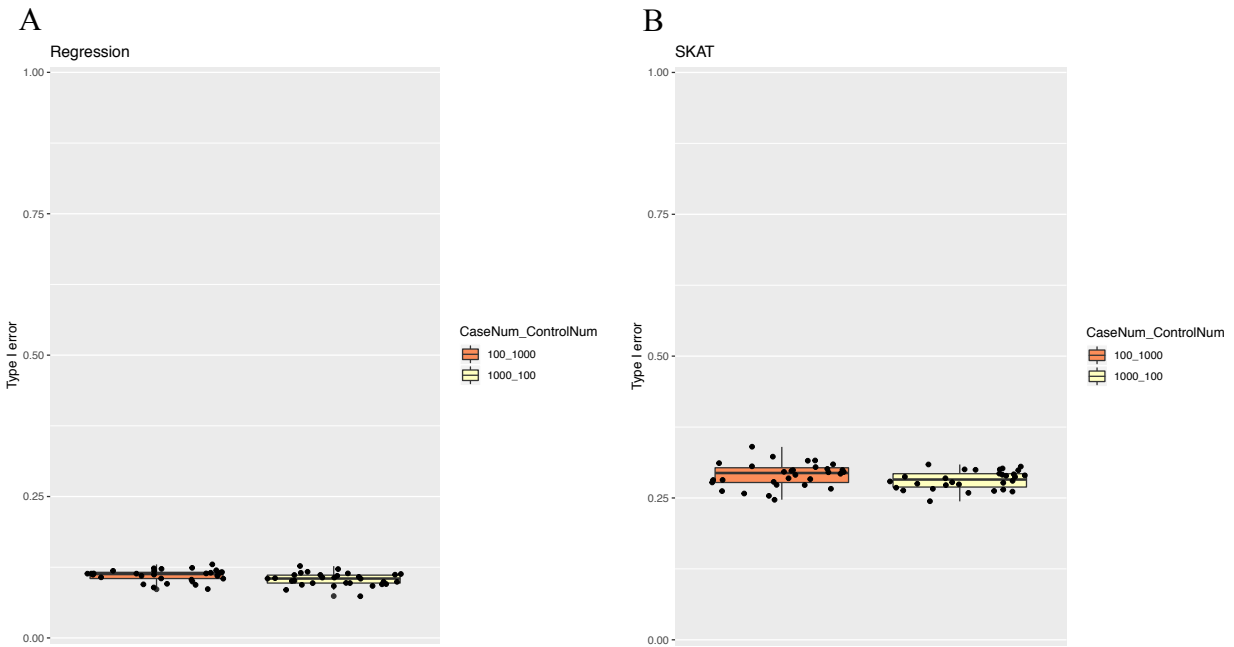 A
Regression
1.00
0.75
0.50
0.25
0.00
Type I error
CaseNum_ControlNum
100_1000
1000_100
B
SKAT
1.00
0.75
0.50
0.25
0.00
Type I error
CaseNum_ControlNum
100_1000
1000_100